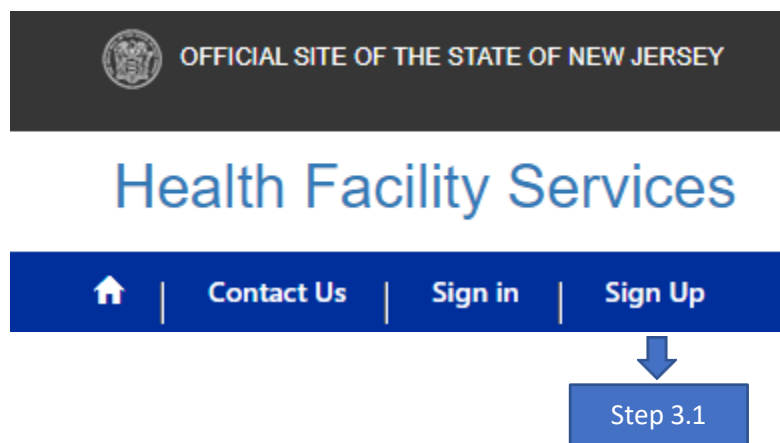 OFFICIAL SITE OF THE STATE OF NEW JERSEY
Health Facility Services
Contact Us | Sign in | Sign Up
Step 3.1